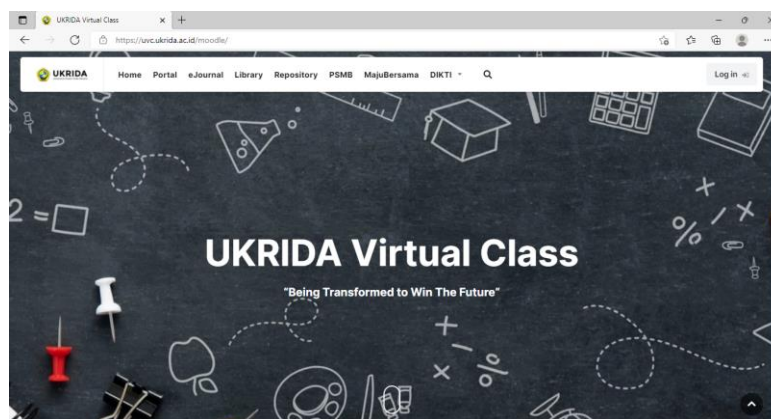 UKRIDA Virtual Class
https://uvc.ukrida.ac.id/moodle/
UKRIDA
Home Portal eJournal Library Repository PSMB MajuBersama DIKTI
Log in
2 =
UKRIDA Virtual Class
"Being Transformed to Win The Future"